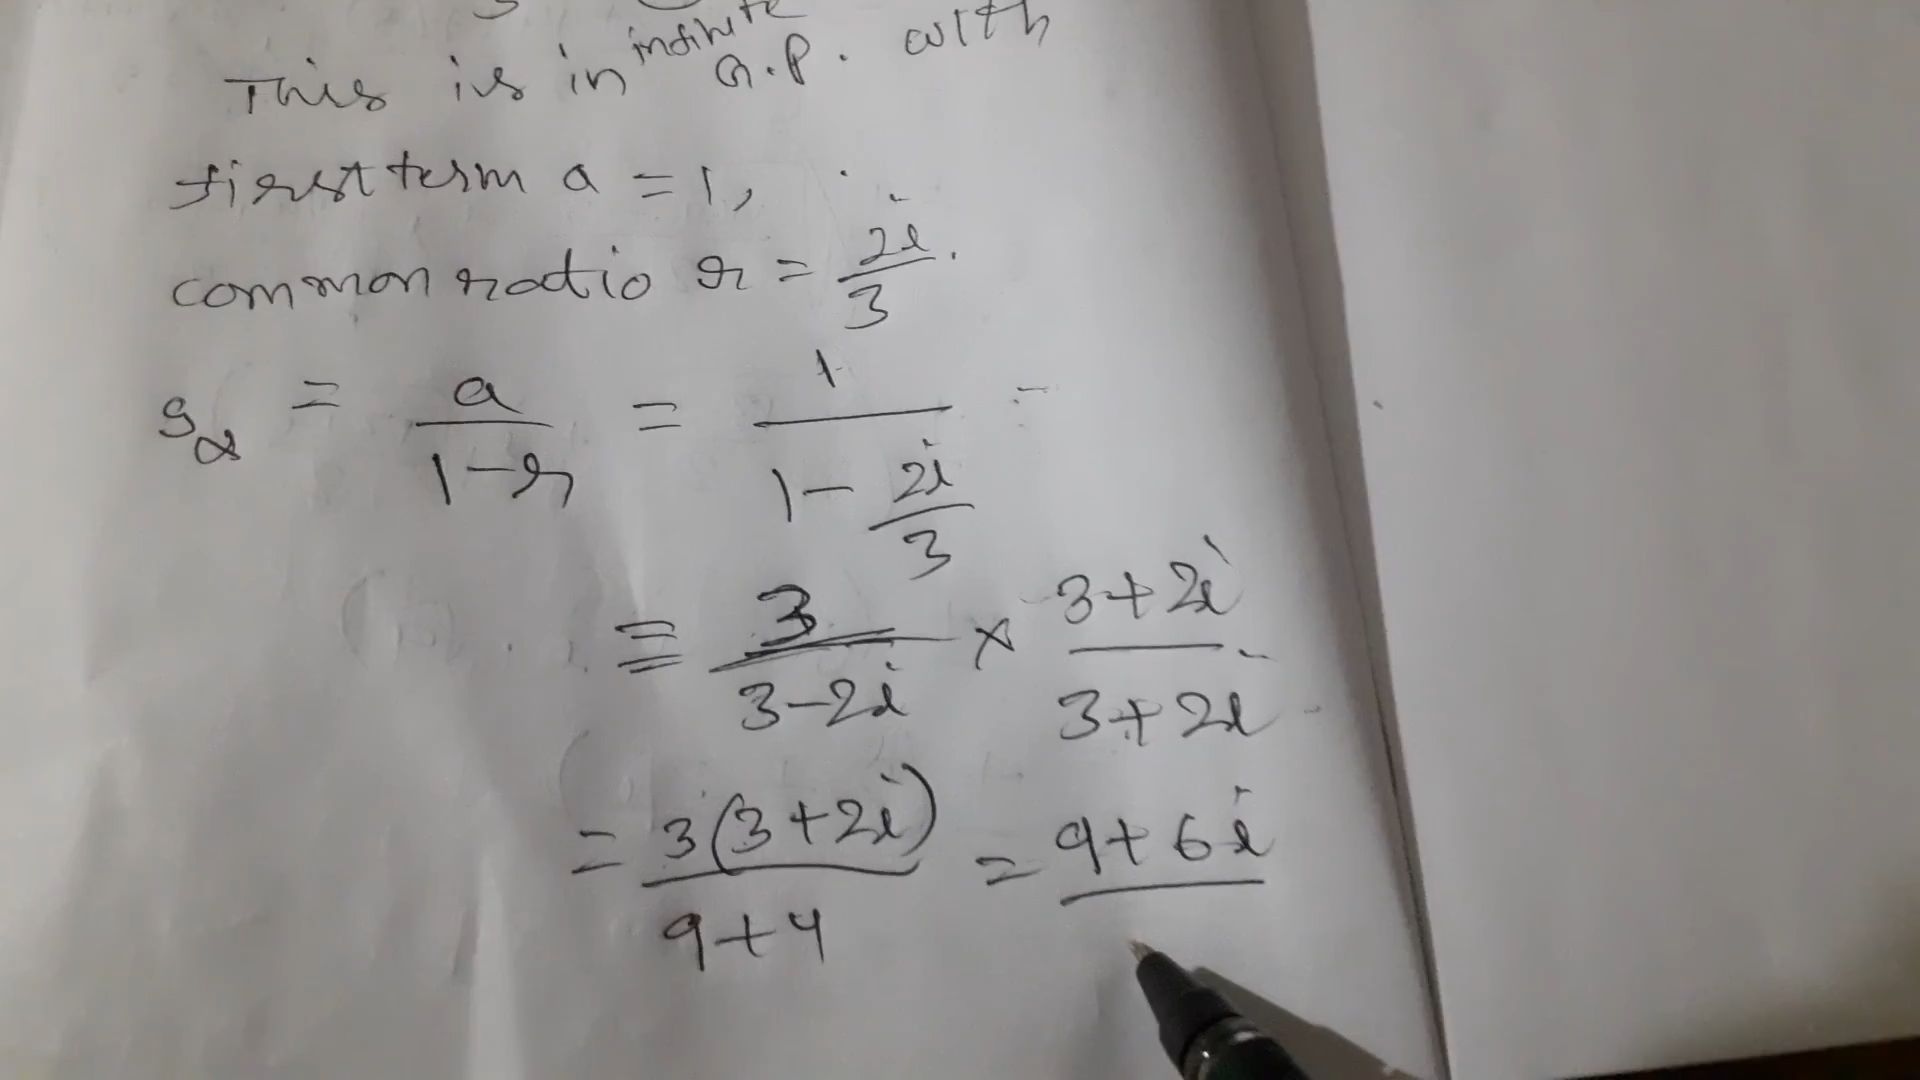 This is in infinite G.P. with
first term a = 1,
common ratio r = 2i/3.
S∝ = a/(1-r) = 1/(1 - 2i/3)
= 3/(3-2i) × (3+2i)/(3+2i)
= 3(3+2i)/(9+4) = 9+6i